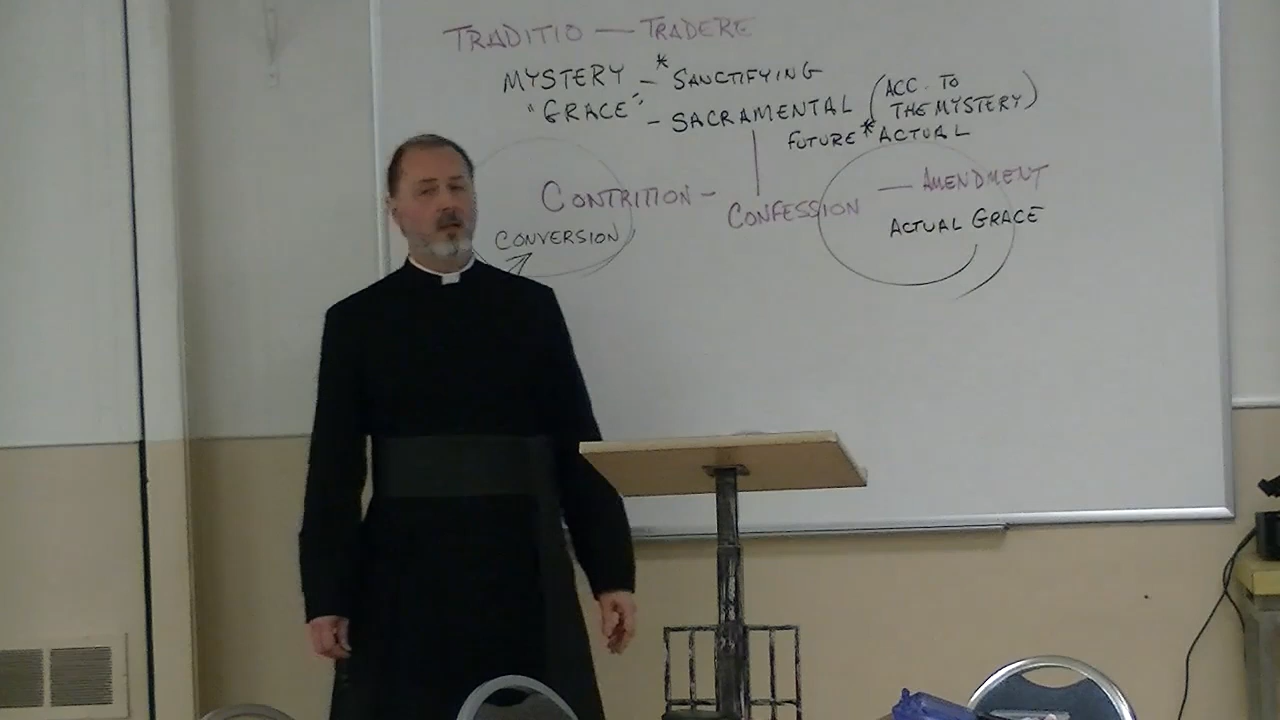 TRADITIO — TRADERE
MYSTERY — * SANCTIFYING
"GRACE" — SACRAMENTAL (ACC. TO THE MYSTERY)
FUTURE * ACTUAL
CONTRITION — CONFESSION — AMENDMENT
CONVERSION
ACTUAL GRACE